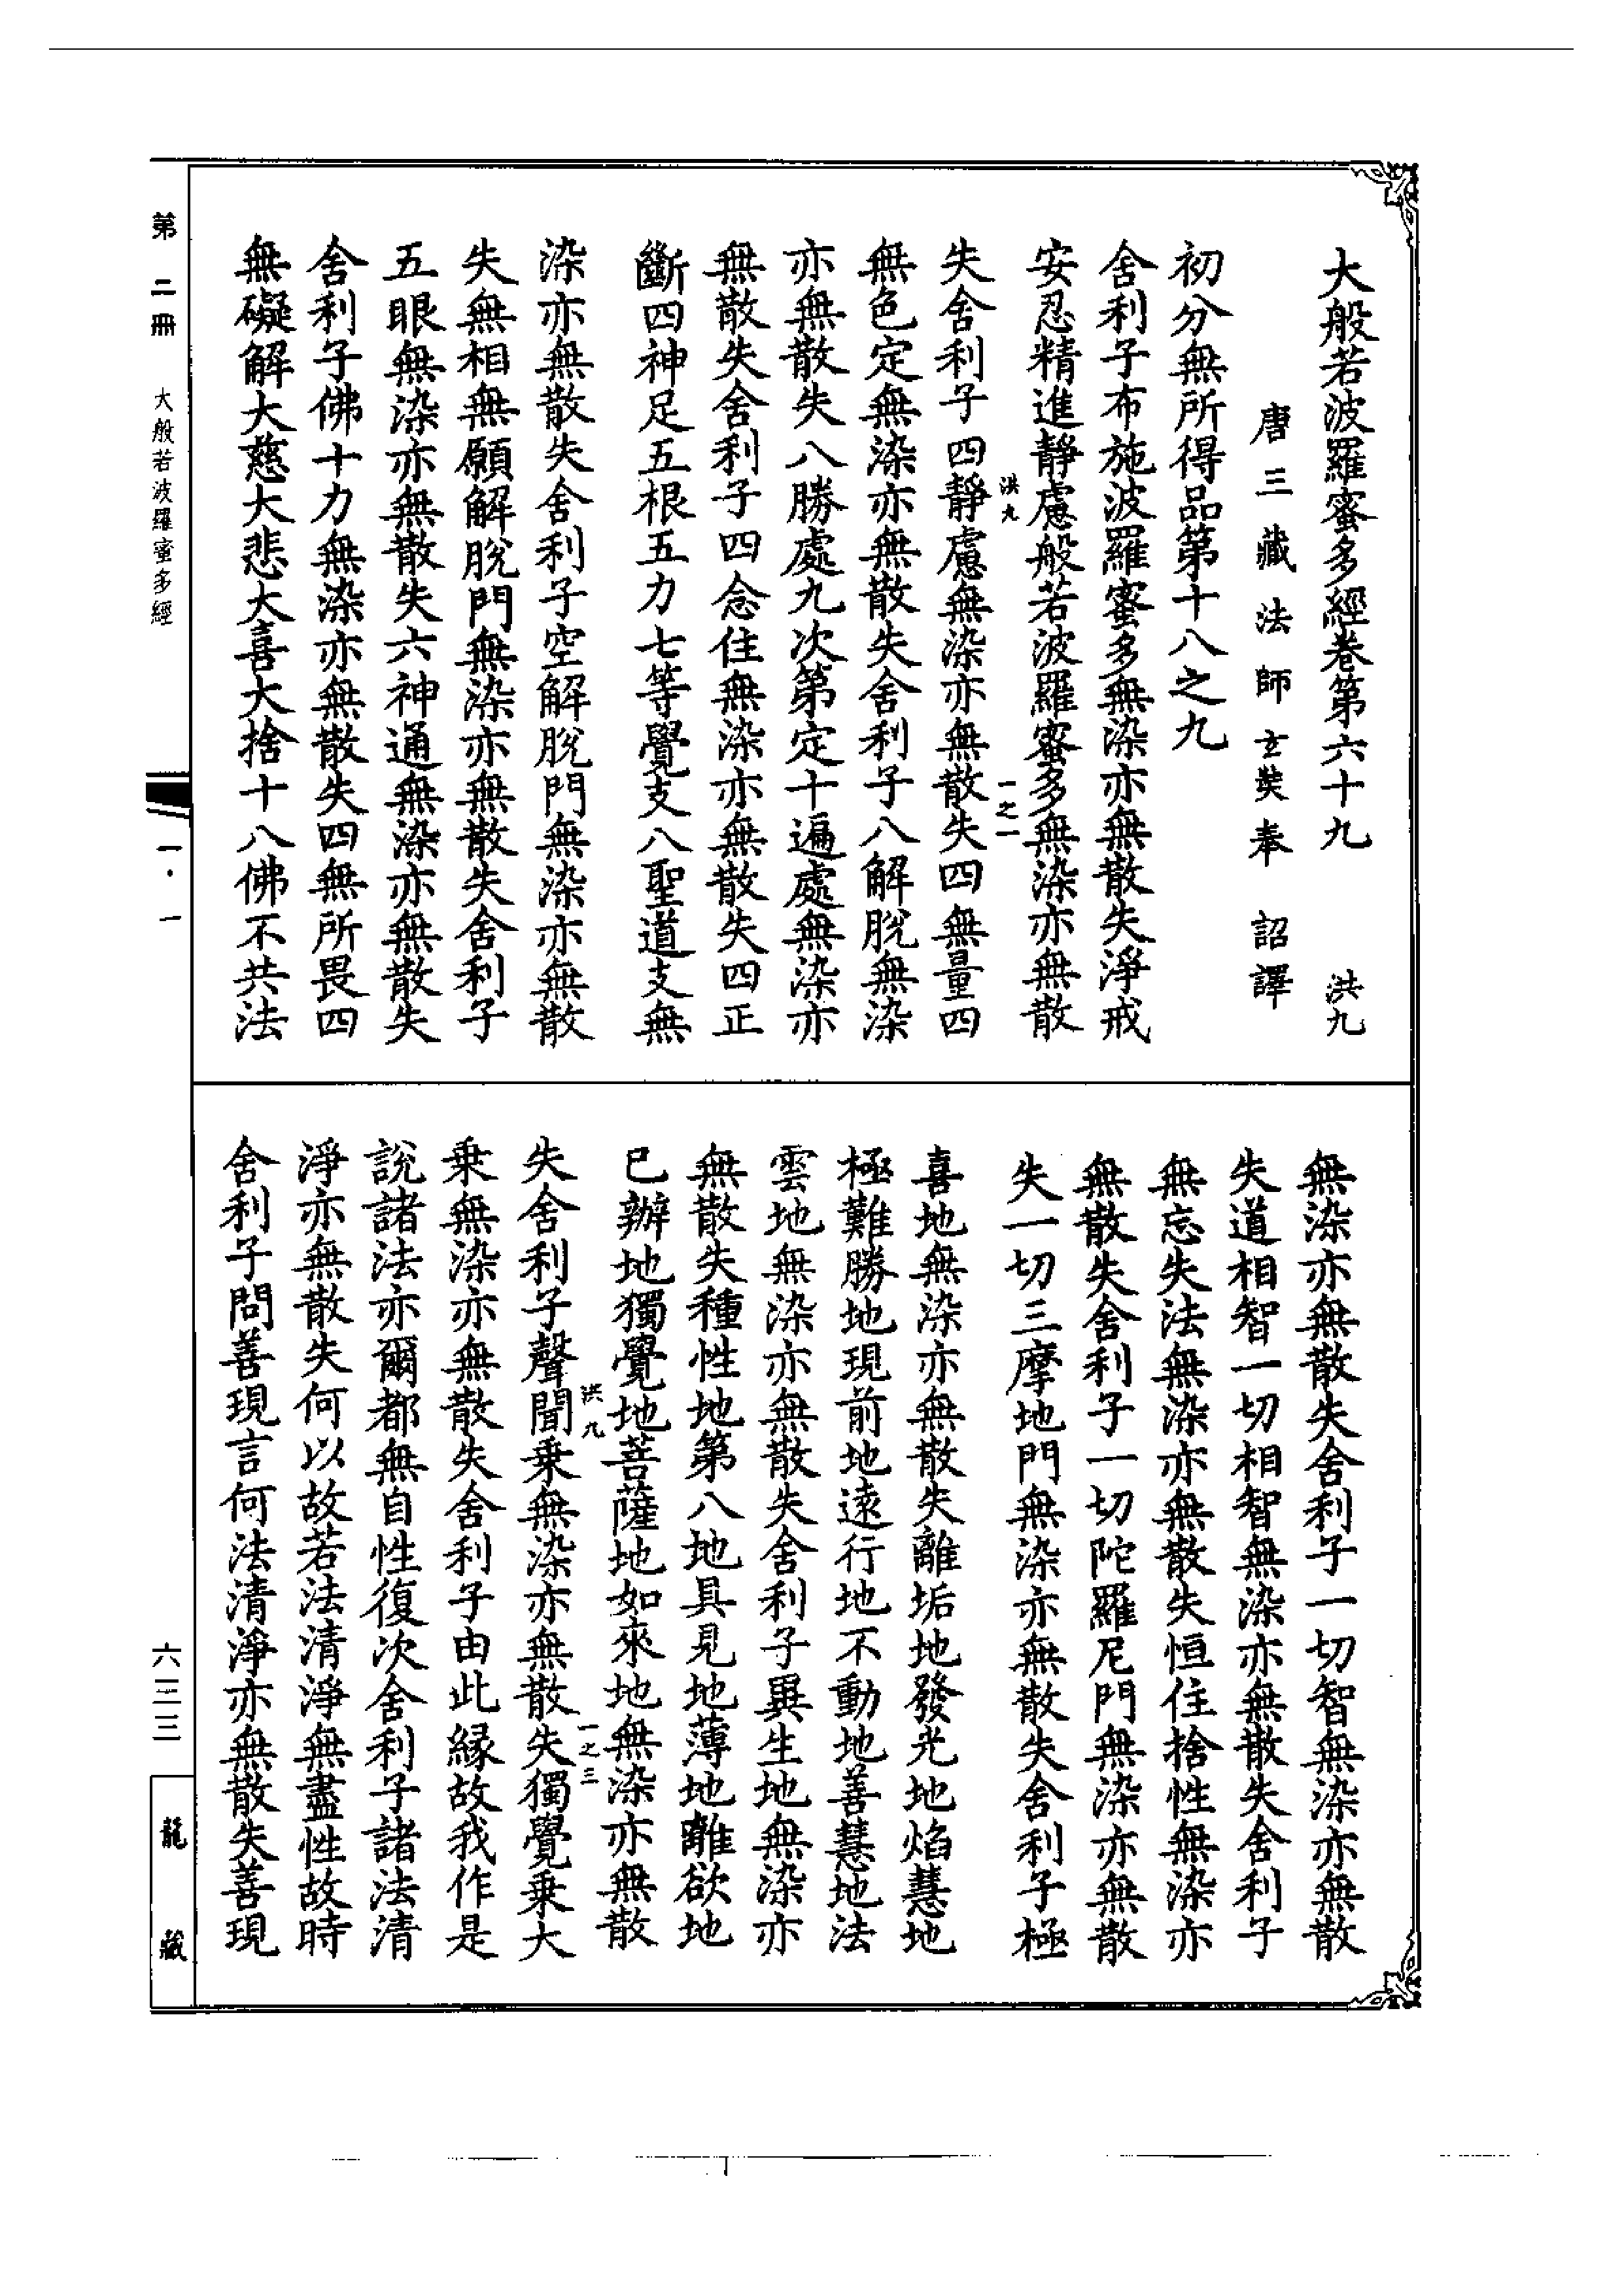 大般若波羅蜜多經卷第六十九 洪九
唐三藏法師玄奘奉 詔譯
初分無所得品第十八之九
舍利子布施波羅蜜多無染亦無散失淨戒
安忍精進靜慮般若波羅蜜多無染亦無散
洪九 一之一
失舍利子四靜慮無染亦無散失四無量四
無色定無染亦無散失舍利子八解脫無染
亦無散失八勝處九次第定十遍處無染亦
無散失舍利子四念住無染亦無散失四正
斷四神足五根五力七等覺支八聖道支無
染亦無散失舍利子空解脫門無染亦無散
失無相無願解脫門無染亦無散失舍利子
五眼無染亦無散失六神通無染亦無散失
舍利子佛十力無染亦無散失四無所畏四
無礙解大慈大悲大喜大捨十八佛不共法
無染亦無散失舍利子一切智無染亦無散
失道相智一切相智無染亦無散失舍利子
無忘失法無染亦無散失恒住捨性無染亦
無散失舍利子一切陀羅尼門無染亦無散
失一切三摩地門無染亦無散失舍利子極
喜地無染亦無散失離垢地發光地焰慧地
極難勝地現前地遠行地不動地善慧地法
雲地無染亦無散失舍利子異生地無染亦
無散失種性地第八地具見地薄地離欲地
已辦地獨覺地菩薩地如來地無染亦無散
洪九 一之三
失舍利子聲聞乘無染亦無散失獨覺乘大
乘無染亦無散失舍利子由此緣故我作是
說諸法亦爾都無自性復次舍利子諸法清
淨亦無散失何以故若法清淨無盡性故時
舍利子問善現言何法清淨亦無散失善現
第二冊 大般若波羅蜜多經 一·一 六三三 龍藏